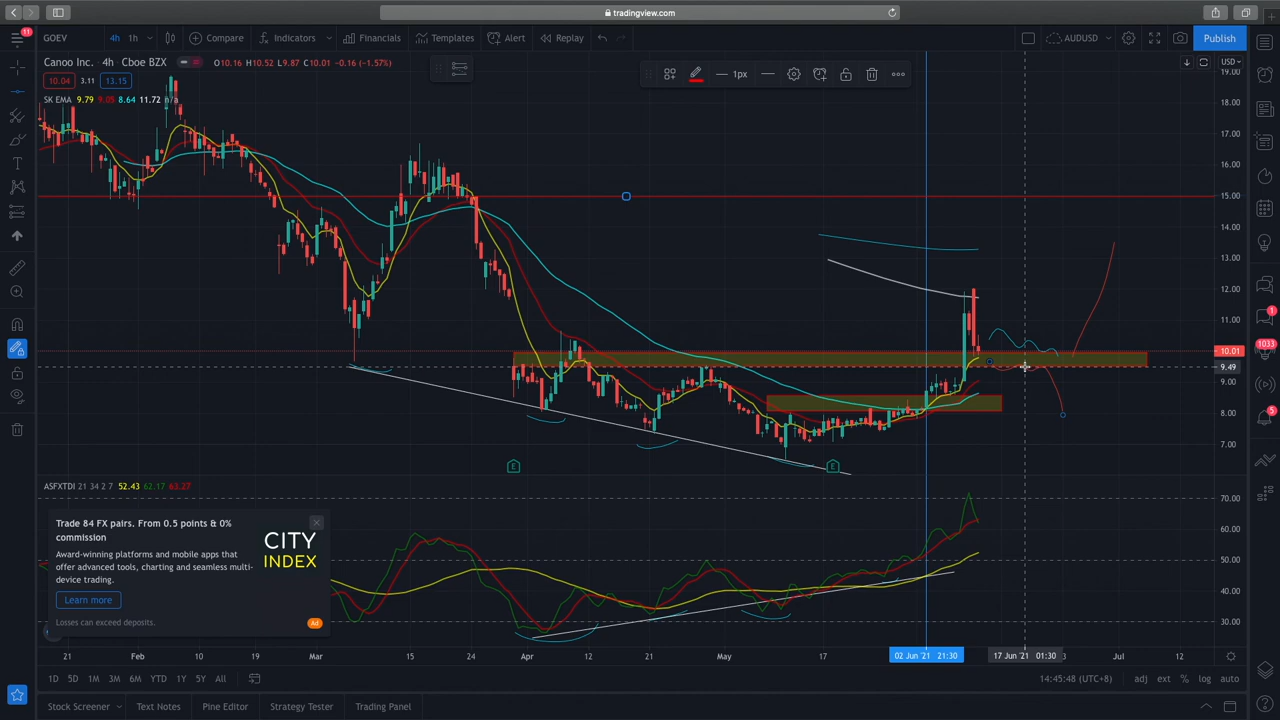 tradingview.com
11
GOEV
4h
1h
Compare
Indicators
Financials
Templates
Alert
Replay
AUDUSD
Publish
Canoo Inc. · 4h · Cboe BZX
O10.16 H10.52 L9.87 C10.01 -0.16 (-1.57%)
10.04
3.11
13.15
SK EMA 9.79 9.05 8.64 11.72 n/a
1px
USD
19.00
18.00
17.00
16.00
15.00
14.00
13.00
12.00
11.00
10.01
9.49
9.00
8.00
7.00
E
E
1
1033
5
ASFXTDI 21 34 2 7 52.43 62.17 63.27
70.00
60.00
50.00
40.00
30.00
Trade 84 FX pairs. From 0.5 points & 0%
commission
Award-winning platforms and mobile apps that
offer advanced tools, charting and seamless multi-
device trading.
Learn more
Losses can exceed deposits.
CITY
INDEX
Ad
21
Feb
10
19
Mar
15
24
Apr
12
21
May
17
02 Jun '21 21:30
17 Jun '21 01:30
3
Jul
12
1D
5D
1M
3M
6M
YTD
1Y
5Y
All
14:45:48 (UTC+8)
adj
ext
%
log
auto
Stock Screener
Text Notes
Pine Editor
Strategy Tester
Trading Panel